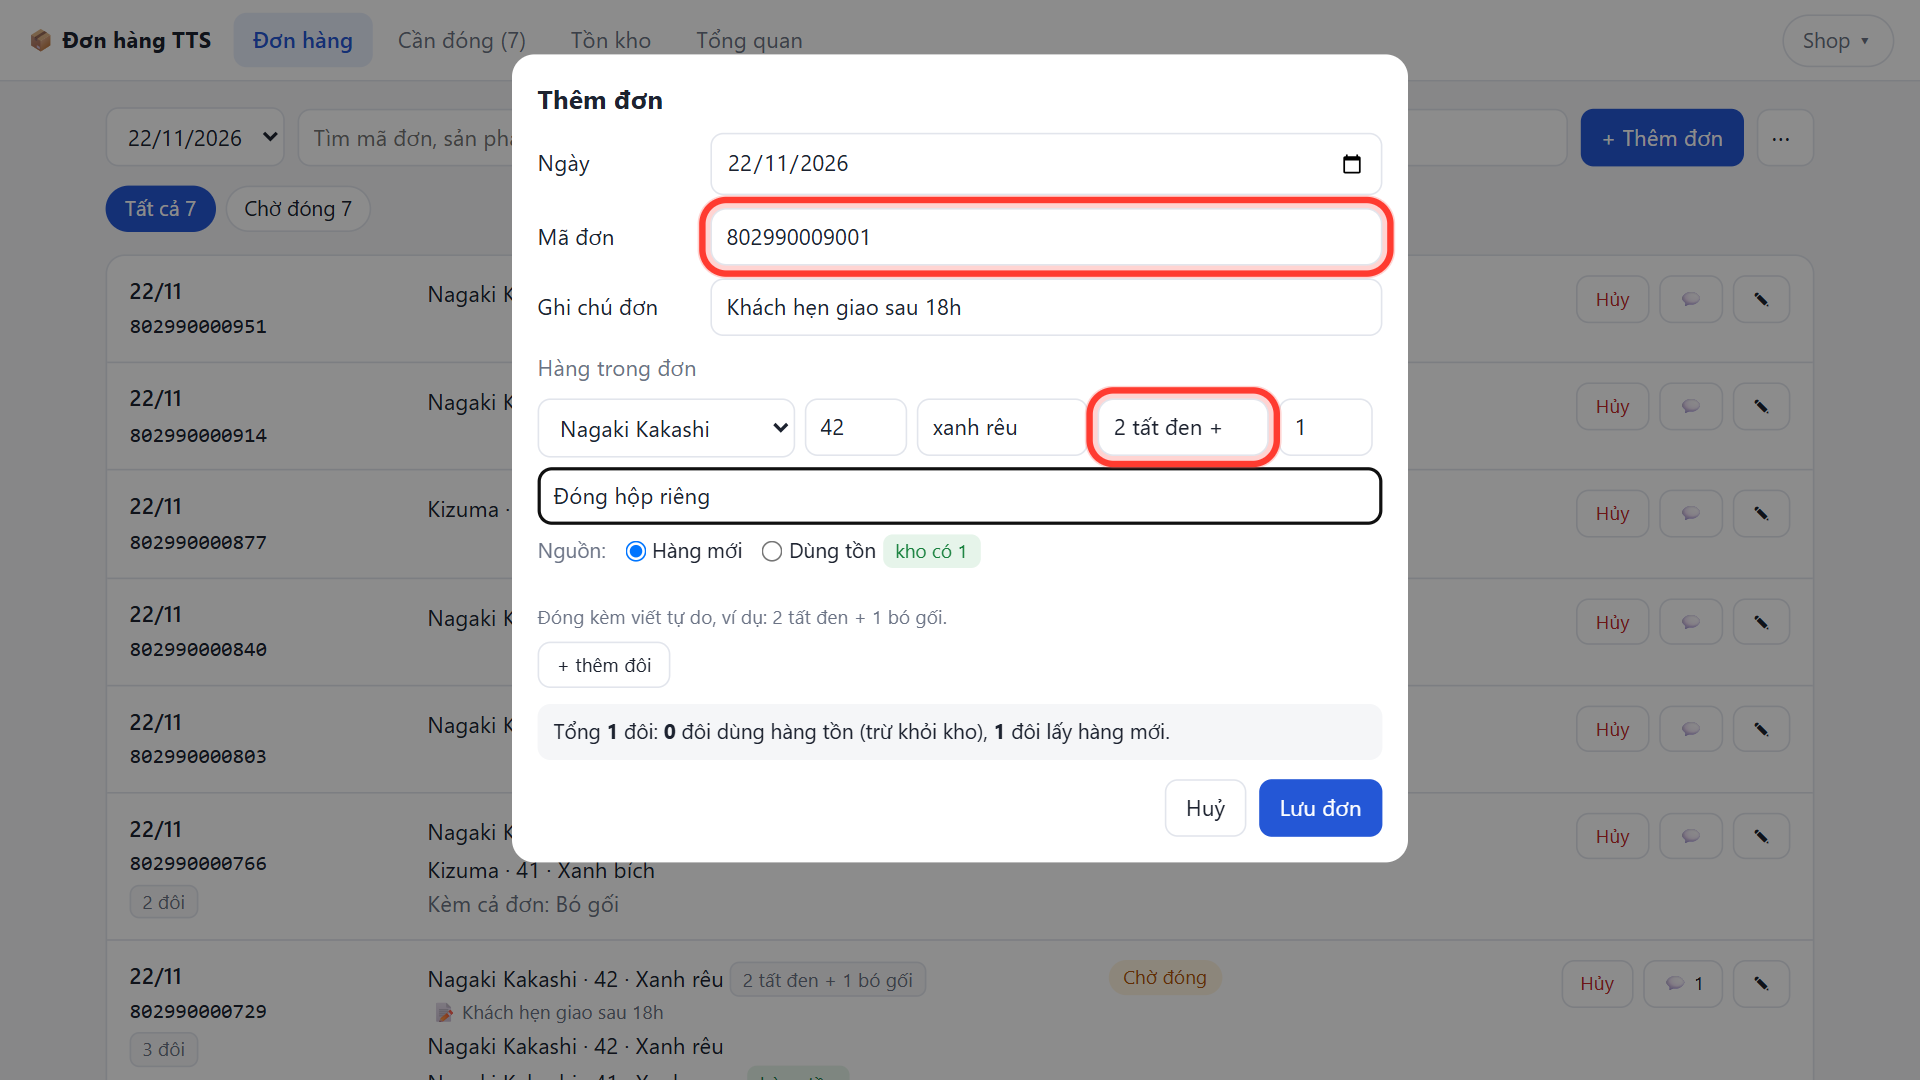 Đơn hàng TTS
Đơn hàng
Cần đóng (7)
Tồn kho
Tổng quan
Shop
22/11/2026
Tìm mã đơn, sản
+ Thêm đơn
...
Tất cả 7
Chờ đóng 7
Thêm đơn
Ngày
22/11/2026
Mã đơn
802990009001
Ghi chú đơn
Khách hẹn giao sau 18h
Hàng trong đơn
Nagaki Kakashi
42
xanh rêu
2 tất đen +
1
Đóng hộp riêng
Nguồn:
Hàng mới
Dùng tồn
kho có 1
Đóng kèm viết tự do, ví dụ: 2 tất đen + 1 bó gối.
+ thêm đôi
Tổng 1 đôi: 0 đôi dùng hàng tồn (trừ khỏi kho), 1 đôi lấy hàng mới.
Huỷ
Lưu đơn
22/11
802990000951
Nagaki
Hủy
22/11
802990000914
Nagaki
Hủy
22/11
802990000877
Kizuma ·
Hủy
22/11
802990000840
Nagaki
Hủy
22/11
802990000803
Nagaki
Hủy
22/11
802990000766
2 đôi
Nagaki
Kizuma · 41 · Xanh bích
Kèm cả đơn: Bó gối
Hủy
22/11
802990000729
3 đôi
Nagaki Kakashi · 42 · Xanh rêu
2 tất đen + 1 bó gối
Khách hẹn giao sau 18h
Nagaki Kakashi · 42 · Xanh rêu
Chờ đóng
Hủy
1